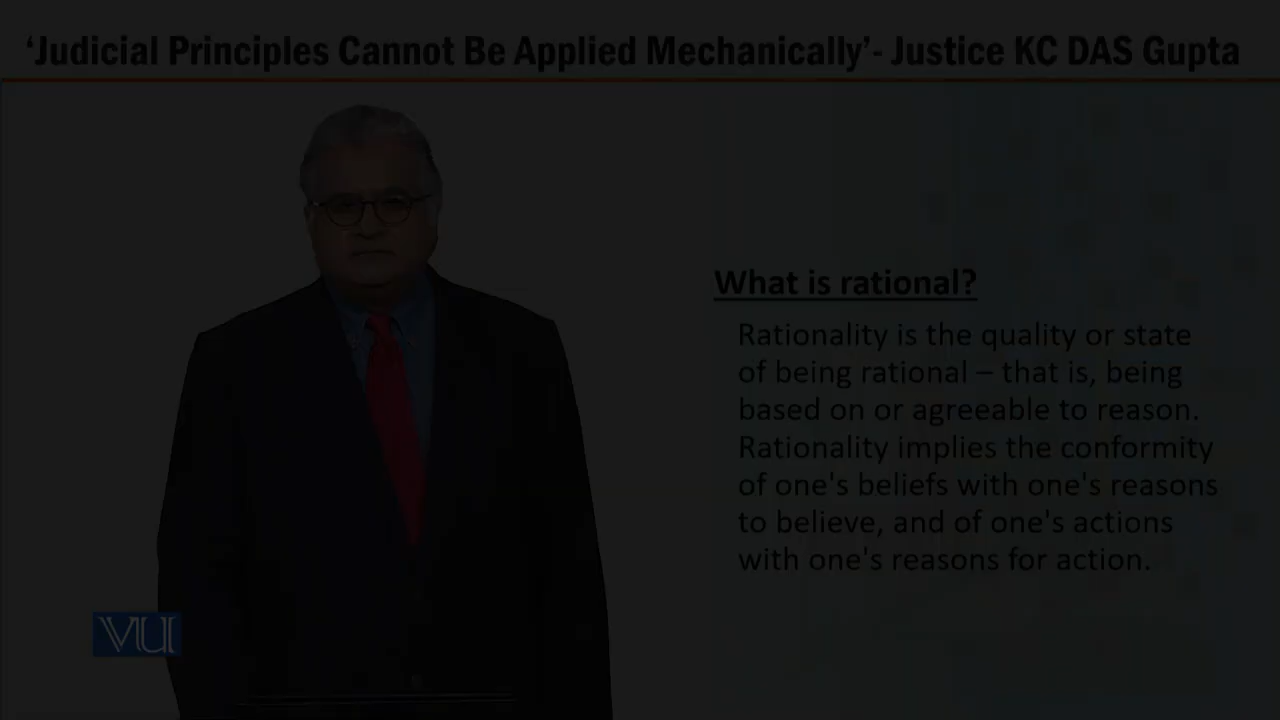 ‘Judicial Principles Cannot Be Applied Mechanically’- Justice KC DAS Gupta
What is rational?
Rationality is the quality or state
of being rational – that is, being
based on or agreeable to reason.
Rationality implies the conformity
of one's beliefs with one's reasons
to believe, and of one's actions
with one's reasons for action.
VU